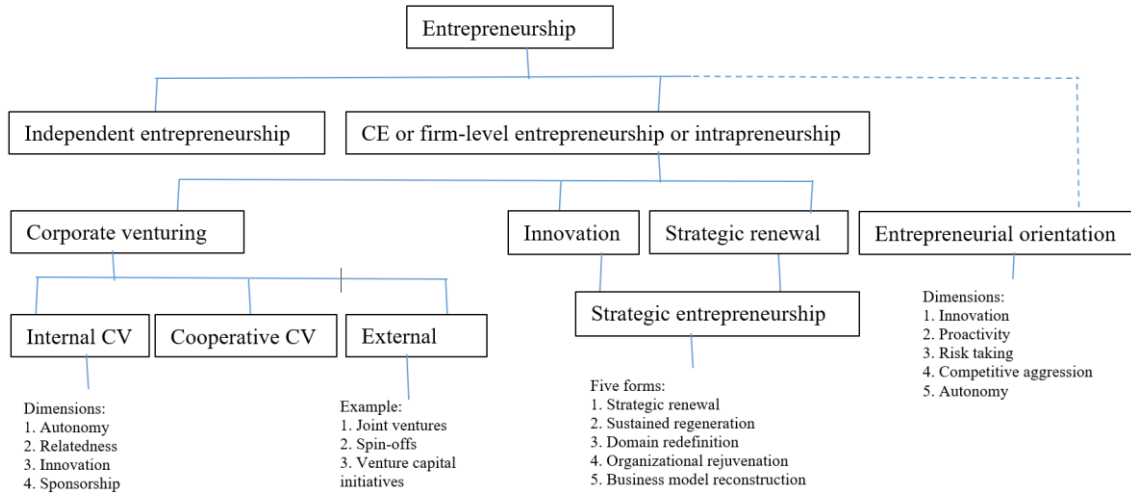 Entrepreneurship
Independent entrepreneurship
CE or firm-level entrepreneurship or intrapreneurship
Corporate venturing
Innovation
Strategic renewal
Entrepreneurial orientation
Internal CV
Cooperative CV
External
Strategic entrepreneurship
Dimensions:
1. Autonomy
2. Relatedness
3. Innovation
4. Sponsorship
Example:
1. Joint ventures
2. Spin-offs
3. Venture capital
initiatives
Five forms:
1. Strategic renewal
2. Sustained regeneration
3. Domain redefinition
4. Organizational rejuvenation
5. Business model reconstruction
Dimensions:
1. Innovation
2. Proactivity
3. Risk taking
4. Competitive aggression
5. Autonomy